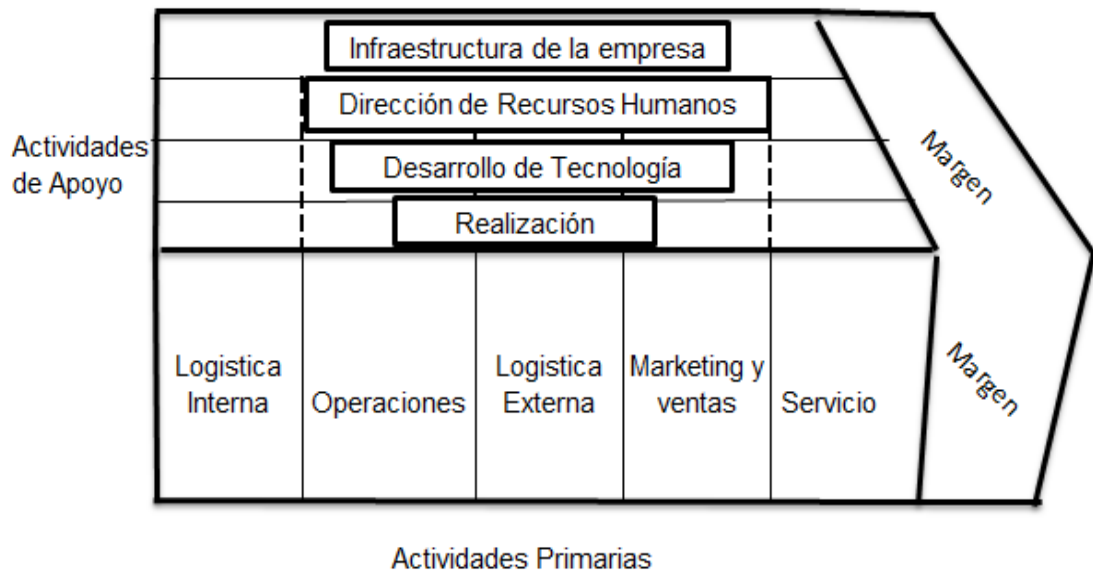 Infraestructura de la empresa
Dirección de Recursos Humanos
Actividades
de Apoyo
Desarrollo de Tecnología
Realización
Margen
Logistica
Interna
Operaciones
Logistica
Externa
Marketing y
ventas
Servicio
Margen
Actividades Primarias